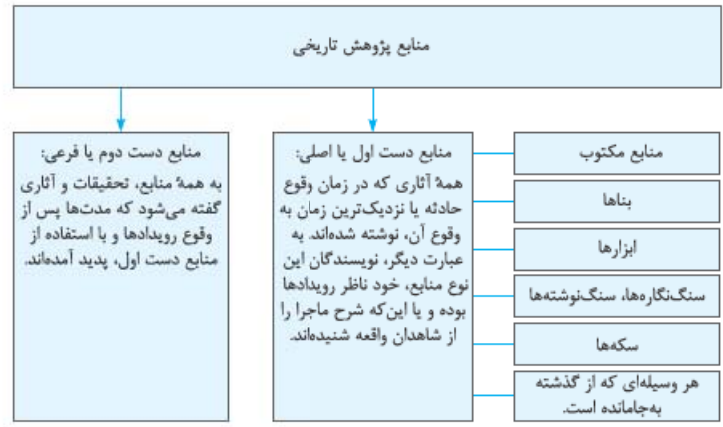 منابع پژوهش تاریخی
منابع دست اول یا اصلی:
همهٔ آثاری که در زمان وقوع
حادثه یا نزدیک‌ترین زمان به
وقوع آن، نوشته شده‌اند. به
عبارت دیگر، نویسندگان این
نوع منابع، خود ناظر رویدادها
بوده و یا این‌که شرح ماجرا را
از شاهدان واقعه شنیده‌اند.
منابع مکتوب
بناها
ابزارها
سنگ‌نگاره‌ها، سنگ‌نوشته‌ها
سکه‌ها
هر وسیله‌ای که از گذشته
به‌جامانده است.
منابع دست دوم یا فرعی:
به همهٔ منابع، تحقیقات و آثاری
گفته می‌شود که مدت‌ها پس از
وقوع رویدادها و با استفاده از
منابع دست اول، پدید آمده‌اند.